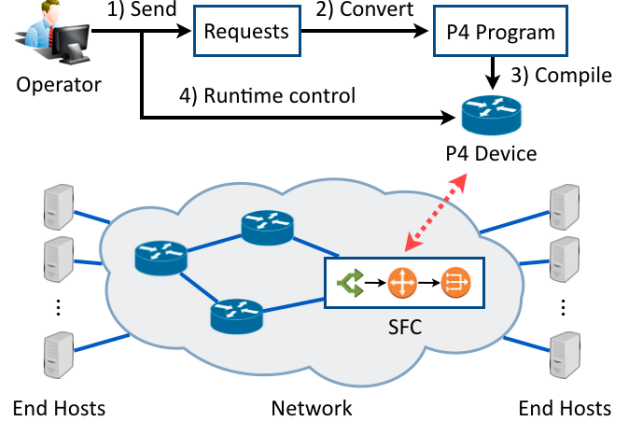 1) Send
2) Convert
Requests
P4 Program
Operator
3) Compile
4) Runtime control
P4 Device
SFC
End Hosts
Network
End Hosts